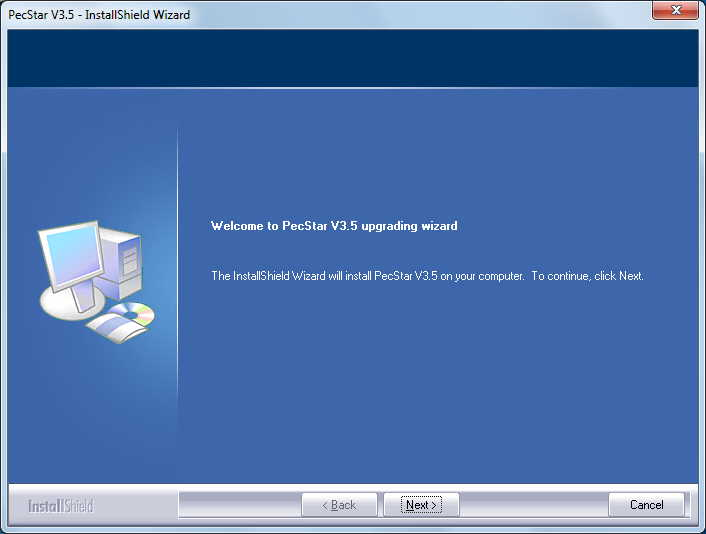 PecStar V3.5 - InstallShield Wizard
Welcome to PecStar V3.5 upgrading wizard
The InstallShield Wizard will install PecStar V3.5 on your computer. To continue, click Next.
InstallShield
< Back
Next >
Cancel